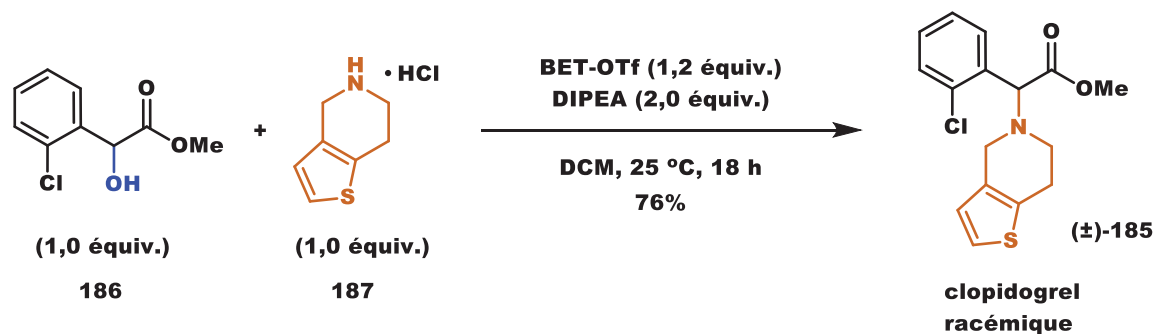 O
OMe
Cl
OH
(1,0 équiv.)
186
+
H
N
• HCl
S
(1,0 équiv.)
187
BET-OTf (1,2 équiv.)
DIPEA (2,0 équiv.)
DCM, 25 ºC, 18 h
76%
O
OMe
Cl
N
S
(±)-185
clopidogrel
racémique